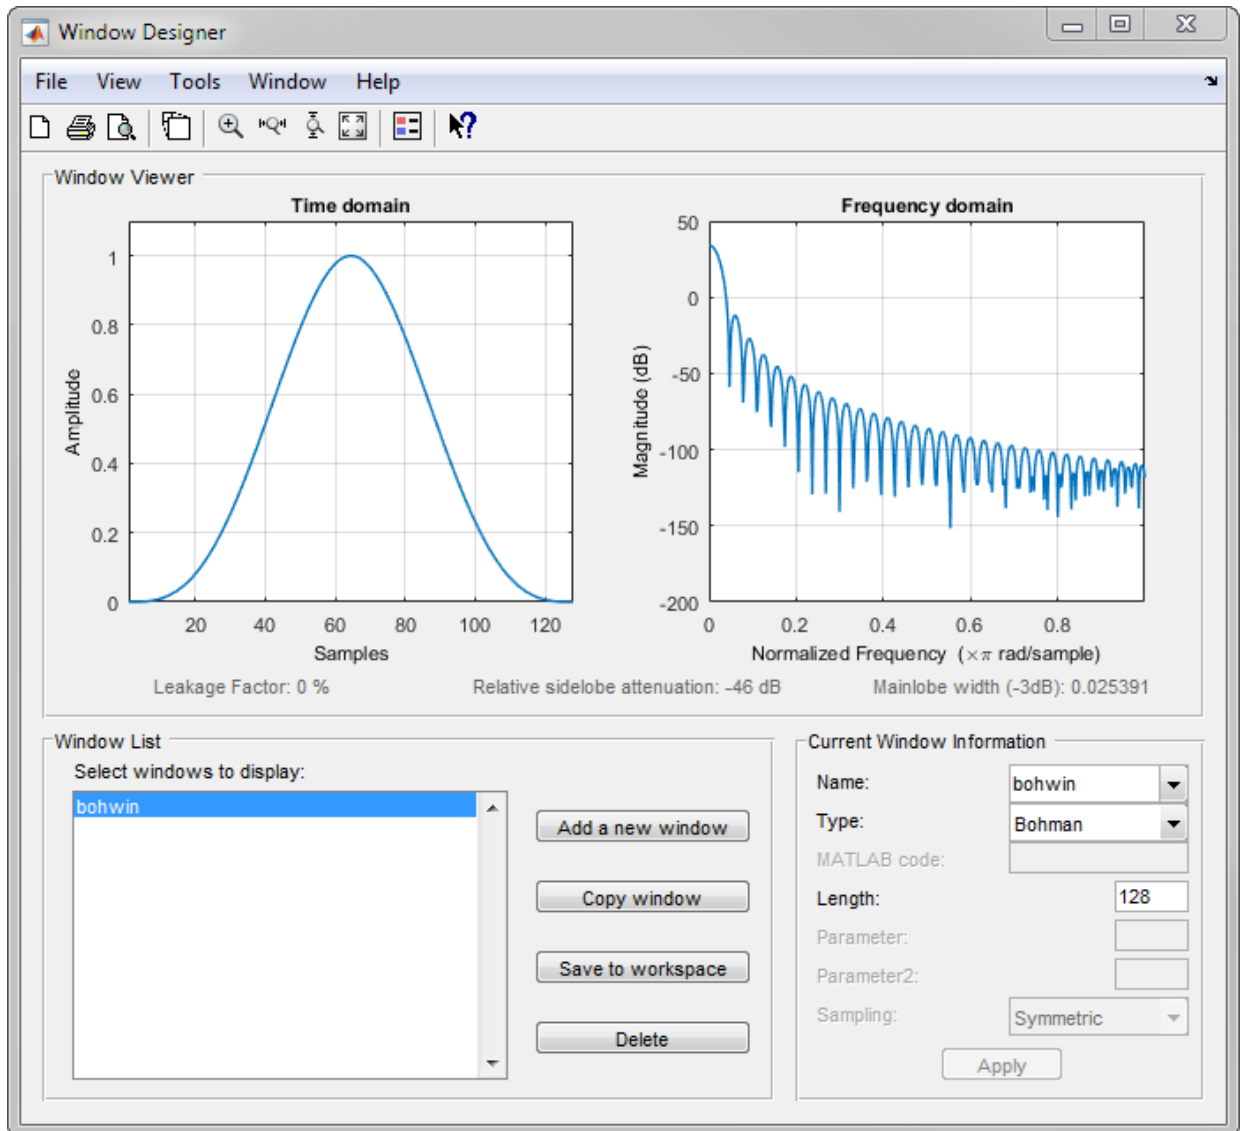 Window Designer
File View Tools Window Help
Window Viewer
Time domain
Frequency domain
1
0.8
0.6
0.4
0.2
0
Amplitude
20 40 60 80 100 120
Samples
50
0
-50
-100
-150
-200
Magnitude (dB)
0 0.2 0.4 0.6 0.8
Normalized Frequency (×π rad/sample)
Leakage Factor: 0 % Relative sidelobe attenuation: -46 dB Mainlobe width (-3dB): 0.025391
Window List
Select windows to display:
bohwin
Add a new window
Copy window
Save to workspace
Delete
Current Window Information
Name: bohwin
Type: Bohman
MATLAB code:
Length: 128
Parameter:
Parameter2:
Sampling: Symmetric
Apply